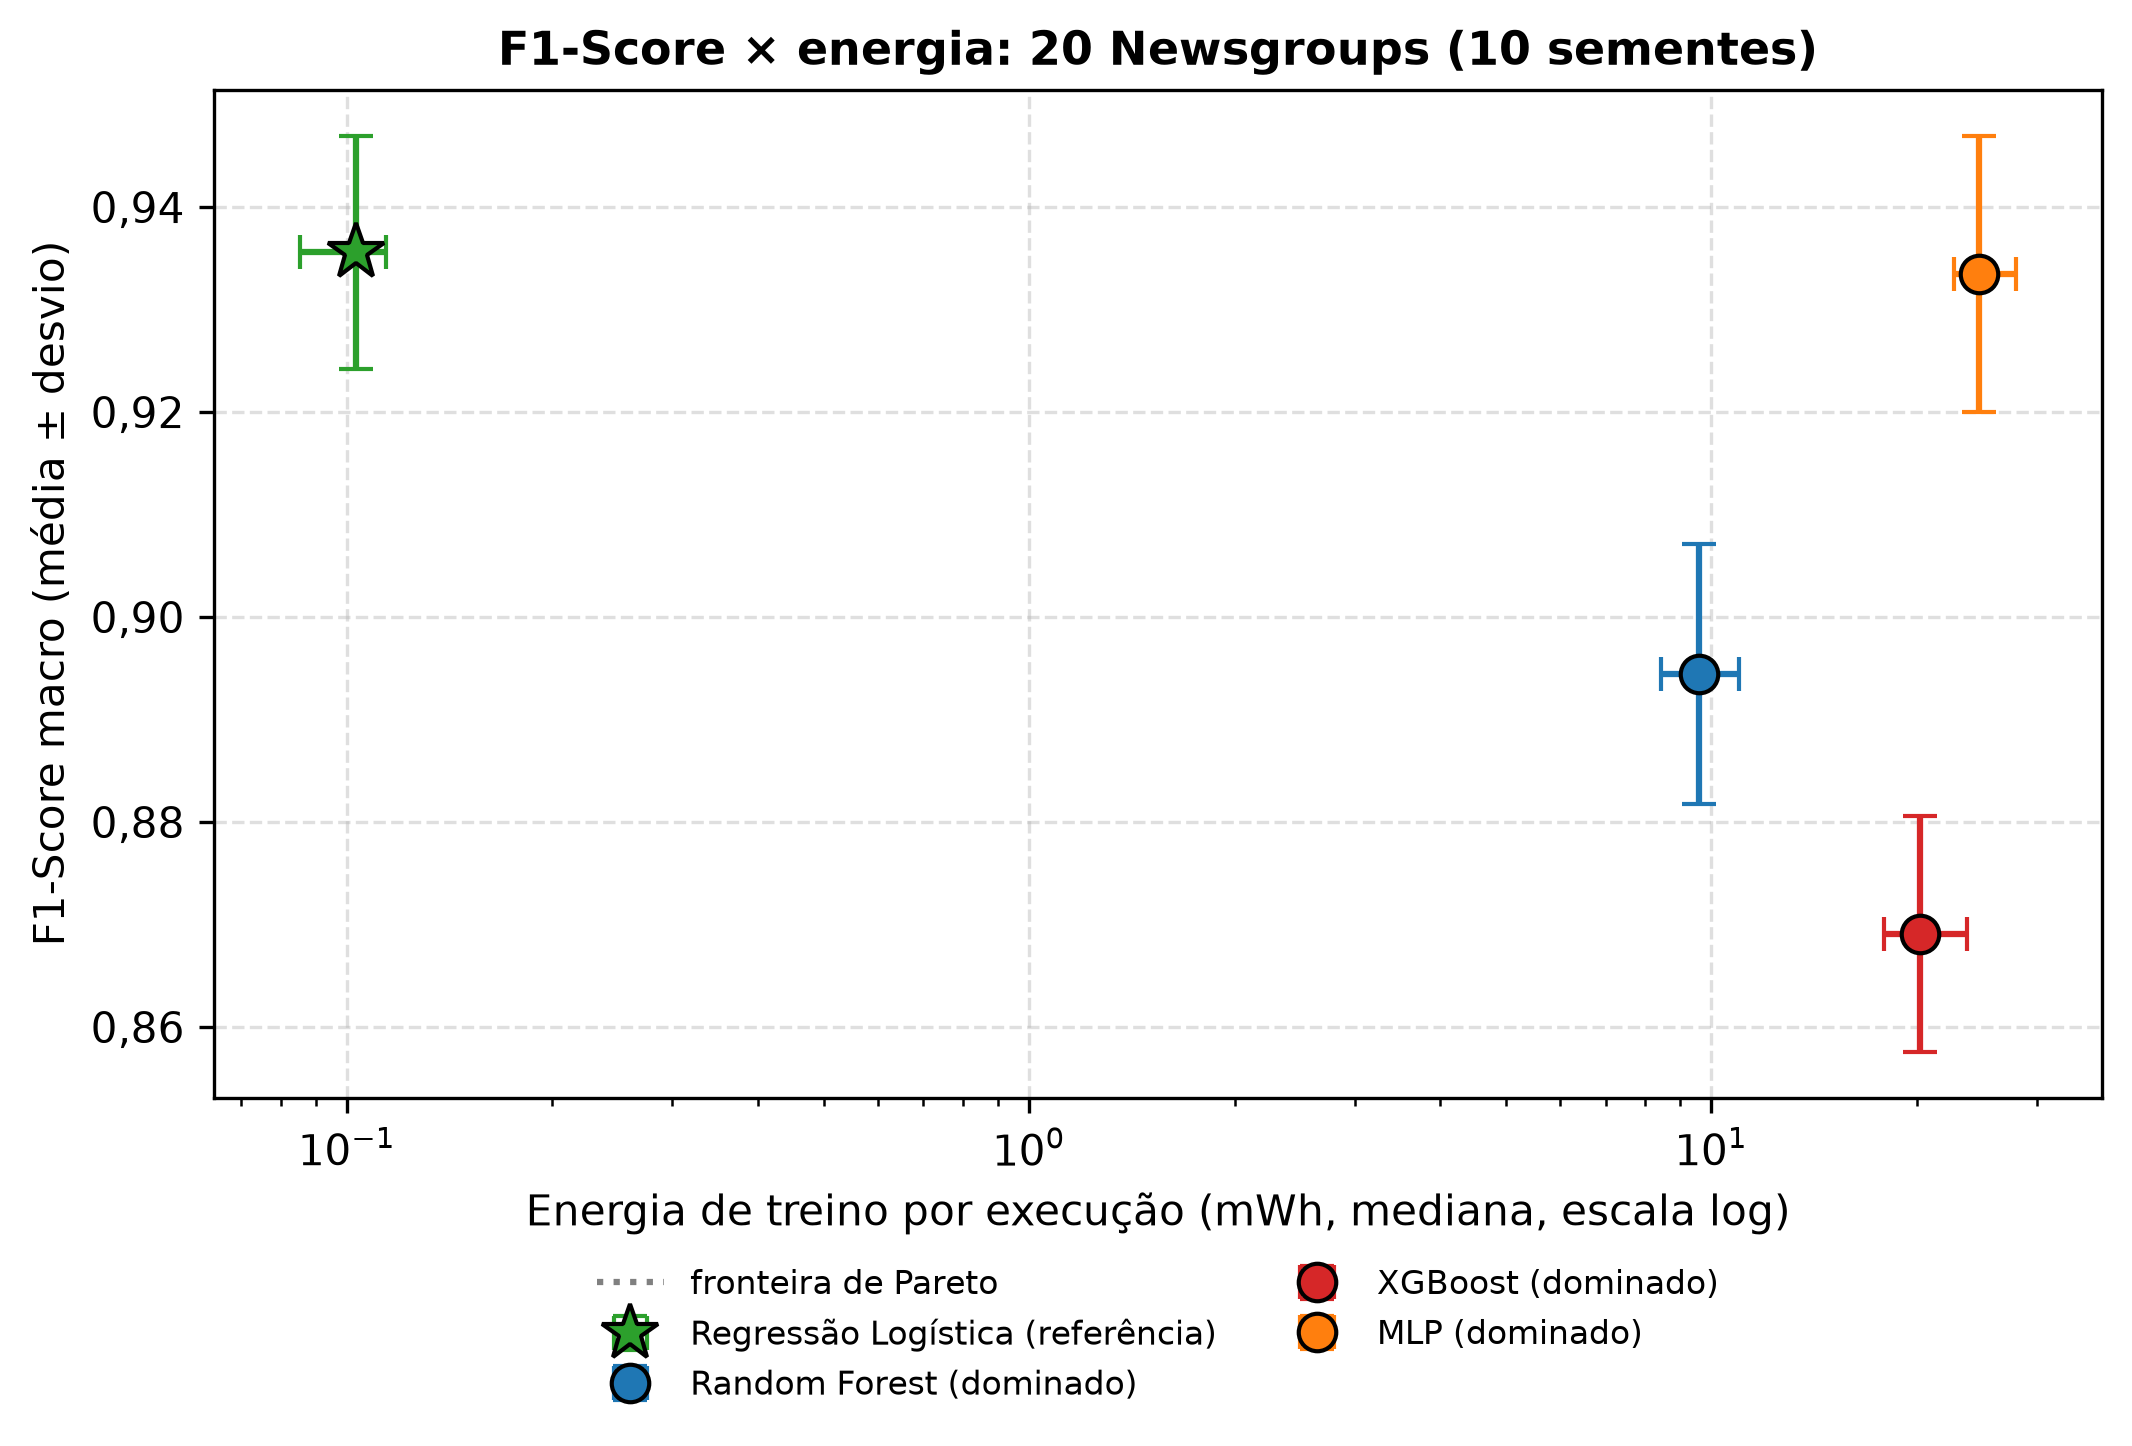 F1-Score × energia: 20 Newsgroups (10 sementes)
F1-Score macro (média ± desvio)
0,94
0,92
0,90
0,88
0,86
10⁻¹ 10⁰ 10¹
Energia de treino por execução (mWh, mediana, escala log)
fronteira de Pareto
Regressão Logística (referência)
Random Forest (dominado)
XGBoost (dominado)
MLP (dominado)